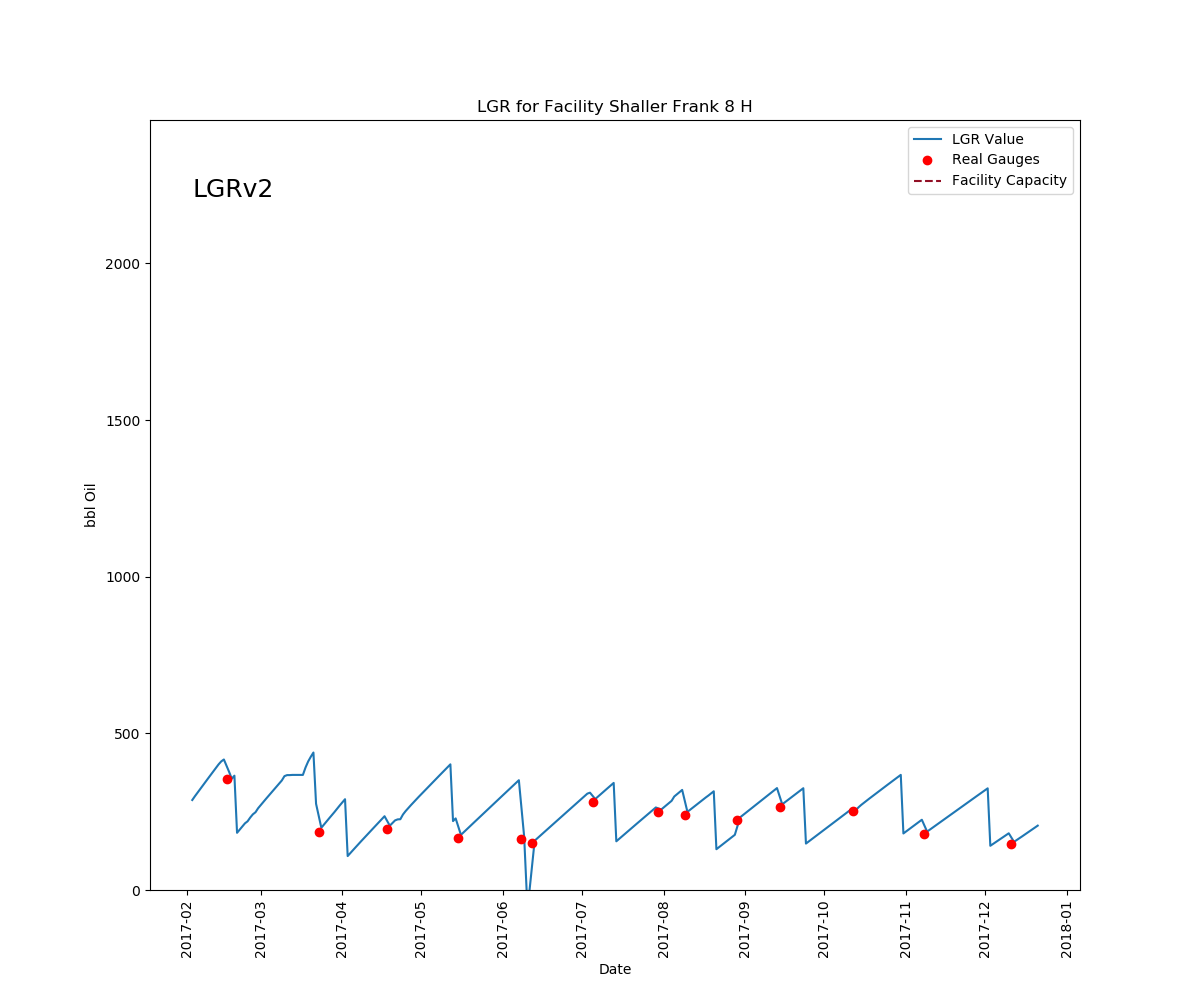 LGR for Facility Shaller Frank 8 H
LGR Value
Real Gauges
Facility Capacity
LGRv2
2000
1500
1000
500
0
bbl Oil
2017-02
2017-03
2017-04
2017-05
2017-06
2017-07
2017-08
2017-09
2017-10
2017-11
2017-12
2018-01
Date